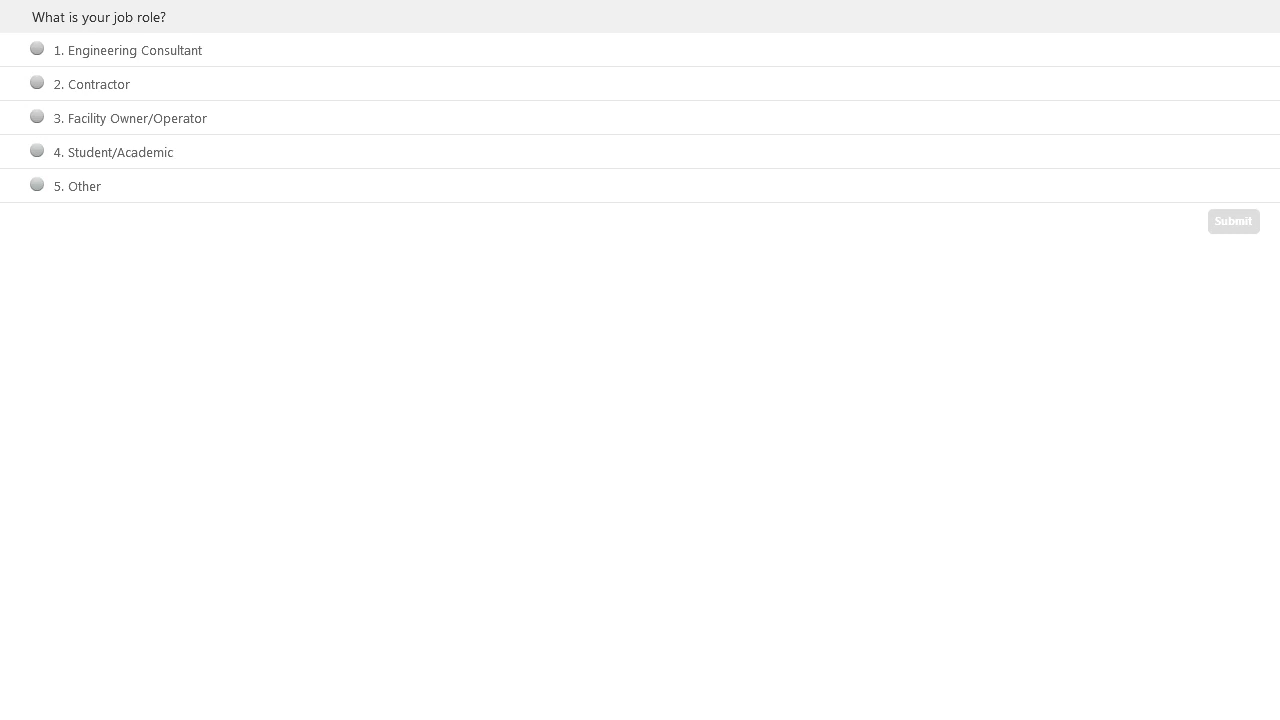 What is your job role?
1. Engineering Consultant
2. Contractor
3. Facility Owner/Operator
4. Student/Academic
5. Other
Submit